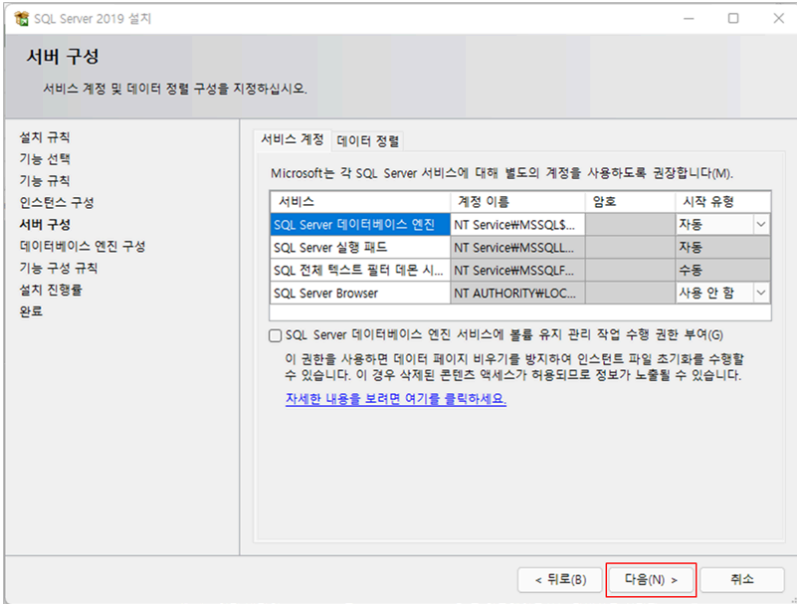 SQL Server 2019 설치
서버 구성
서비스 계정 및 데이터 정렬 구성을 지정하십시오.
설치 규칙
기능 선택
기능 규칙
인스턴스 구성
서버 구성
데이터베이스 엔진 구성
기능 구성 규칙
설치 진행률
완료
서비스 계정 데이터 정렬
Microsoft는 각 SQL Server 서비스에 대해 별도의 계정을 사용하도록 권장합니다(M).
서비스 계정 이름 암호 시작 유형
SQL Server 데이터베이스 엔진 NT Service₩MSSQL$... 자동
SQL Server 실행 패드 NT Service₩MSSQLL... 자동
SQL 전체 텍스트 필터 데몬 시... NT Service₩MSSQLF... 수동
SQL Server Browser NT AUTHORITY₩LOC... 사용 안 함
SQL Server 데이터베이스 엔진 서비스에 볼륨 유지 관리 작업 수행 권한 부여(G)
이 권한을 사용하면 데이터 페이지 비우기를 방지하여 인스턴트 파일 초기화를 수행할
수 있습니다. 이 경우 삭제된 콘텐츠 액세스가 허용되므로 정보가 노출될 수 있습니다.
자세한 내용을 보려면 여기를 클릭하세요.
< 뒤로(B) 다음(N) > 취소